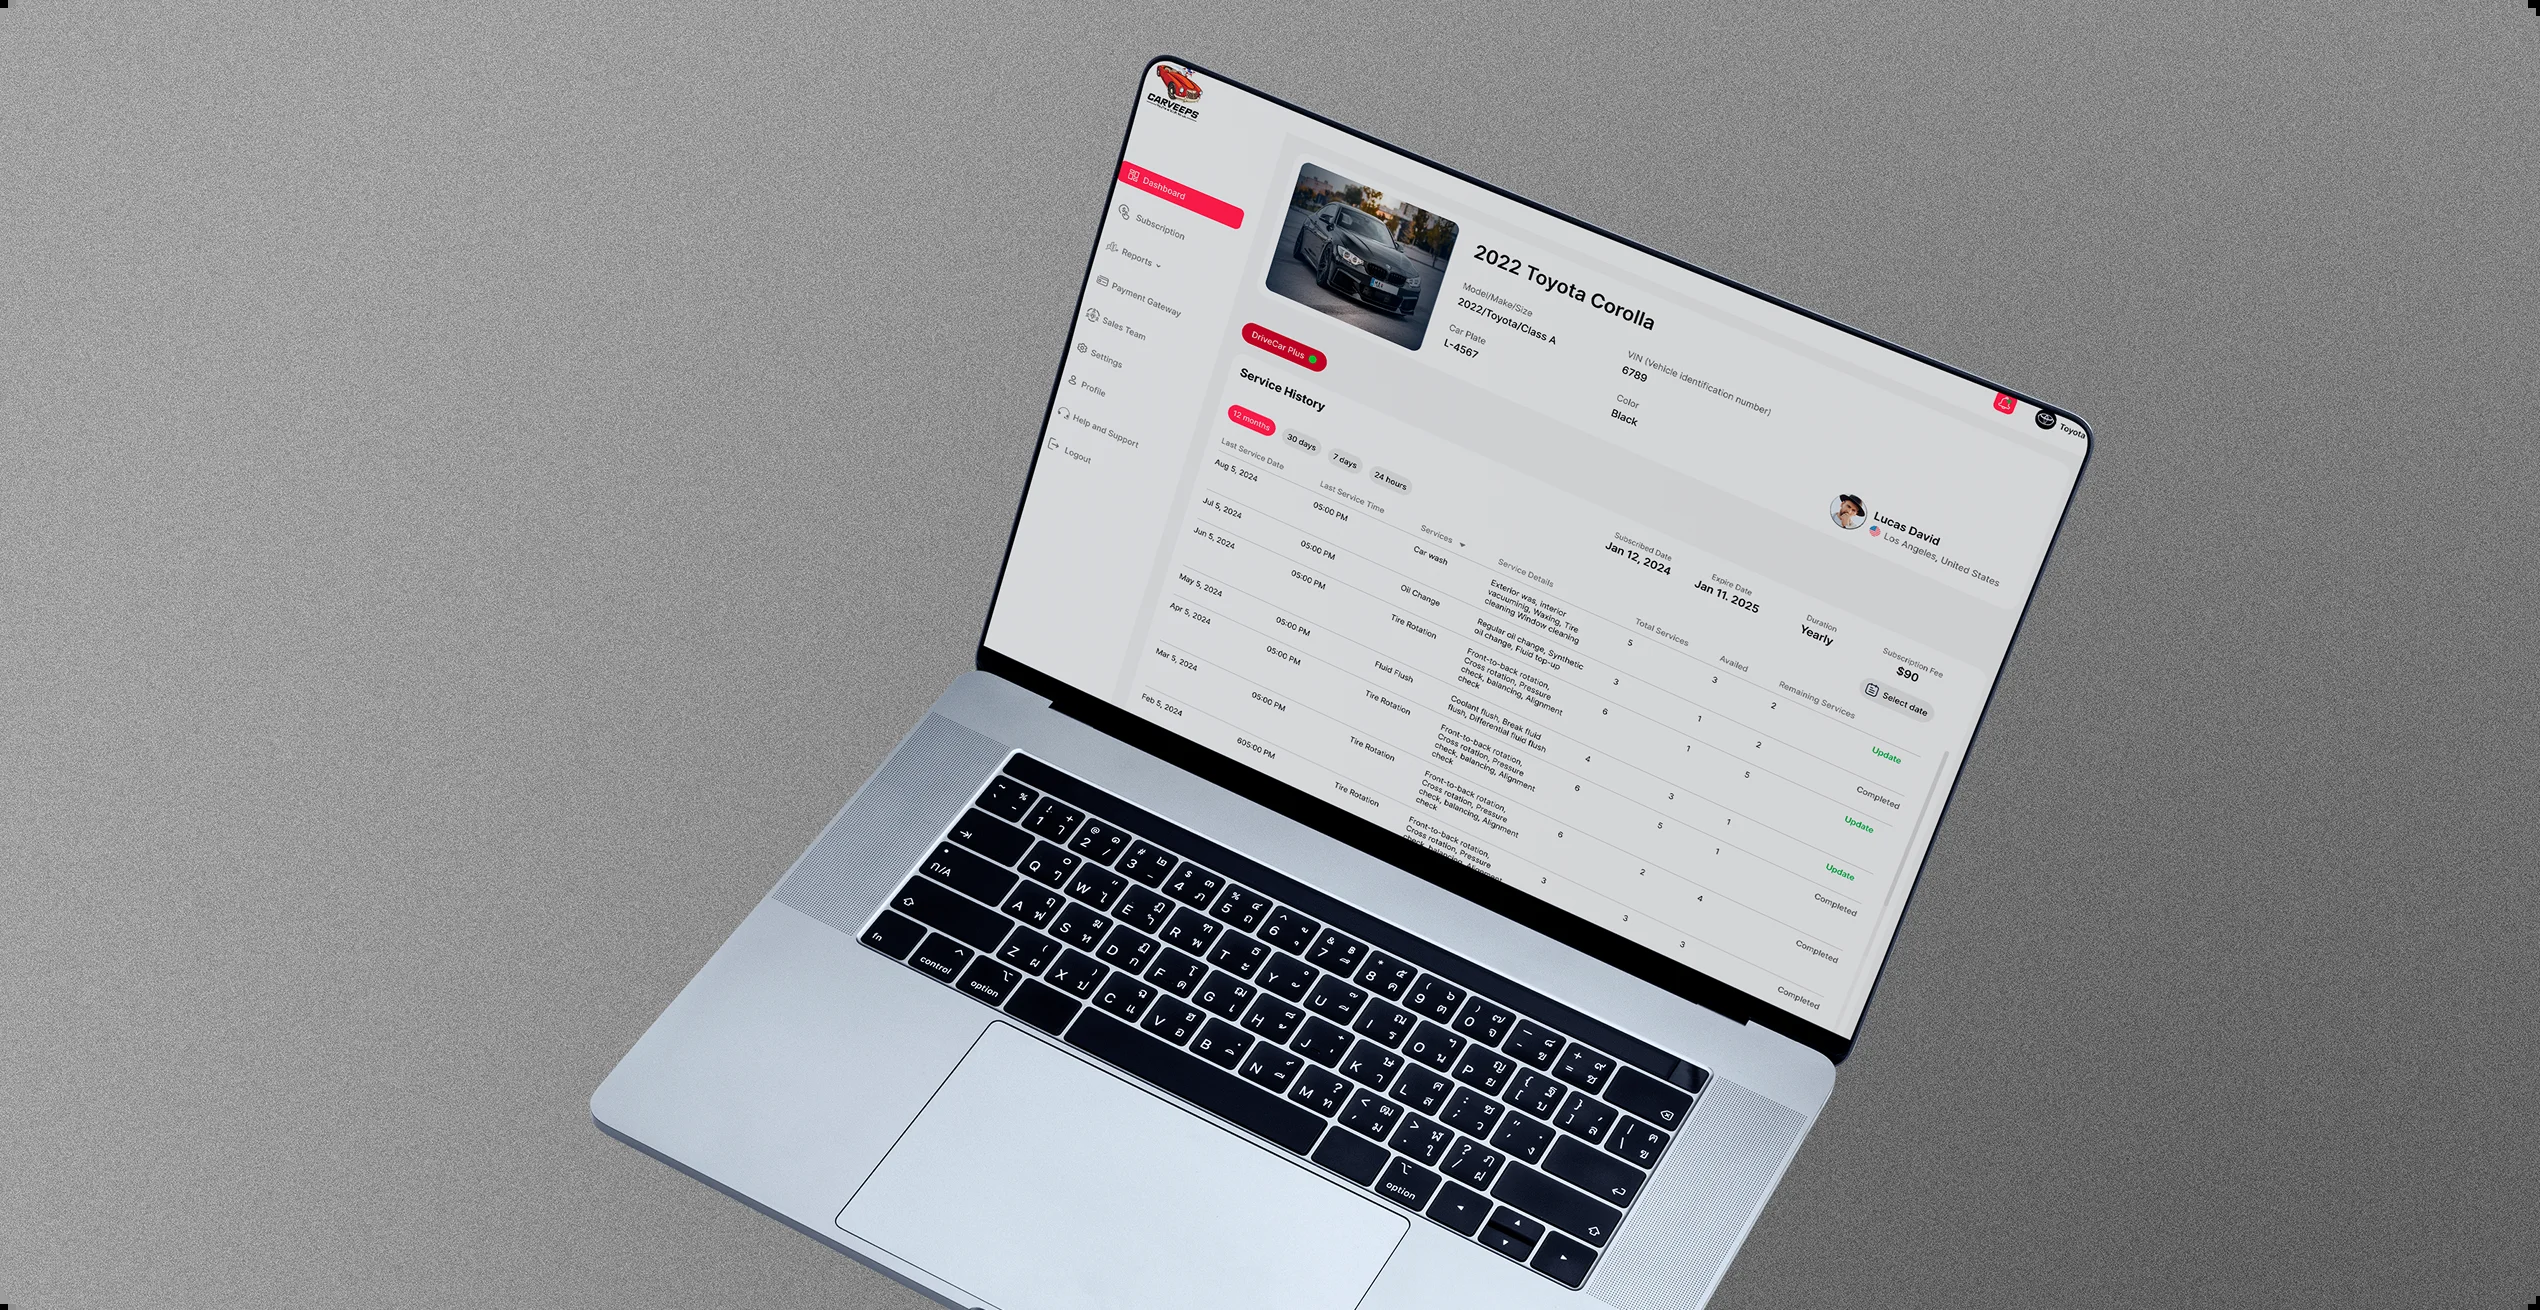 CARVEEPS
Dashboard
Subscription
Reports
Payment Gateway
Sales Team
Settings
Profile
Help and Support
Logout
Toyota
2022 Toyota Corolla
Model/Make/Size
2022/Toyota/Class A
Car Plate
L-4567
VIN (Vehicle identification number)
6789
Color
Black
DriveCar Plus
Lucas David
Los Angeles, United States
Subscribed Date
Jan 12, 2024
Expire Date
Jan 11. 2025
Duration
Yearly
Subscription Fee
$90
Service History
12 months
30 days
7 days
24 hours
Select date
Last Service Date
Last Service Time
Services
Service Details
Total Services
Availed
Remaining Services
Aug 5, 2024
05:00 PM
Car wash
Exterior was, interior
vacuuminig, Waxing, Tire
cleaning Window cleaning
5
3
2
Update
Jul 5, 2024
05:00 PM
Oil Change
Regular oil change, Synthetic
oil change, Fluid top-up
3
1
2
Completed
Jun 5, 2024
05:00 PM
Tire Rotation
Front-to-back rotation,
Cross rotation, Pressure
check, balancing, Alignment
check
6
1
5
Update
May 5, 2024
05:00 PM
Fluid Flush
Coolant flush, Break fluid
flush, Differential fluid flush
4
3
1
Update
Apr 5, 2024
05:00 PM
Tire Rotation
Front-to-back rotation,
Cross rotation, Pressure
check, balancing, Alignment
check
6
5
1
Completed
Mar 5, 2024
05:00 PM
Tire Rotation
Front-to-back rotation,
Cross rotation, Pressure
check, balancing, Alignment
check
6
2
4
Completed
Feb 5, 2024
605:00 PM
Tire Rotation
Front-to-back rotation,
Cross rotation, Pressure
check, balancing, Alignment
3
3
3
Completed
1 2 3 4 5 6 7 8 9 0
Q W E R T Y U I O P
ก/A
A S D F G H J K L
Z X C V B N M
fn
control
option
option